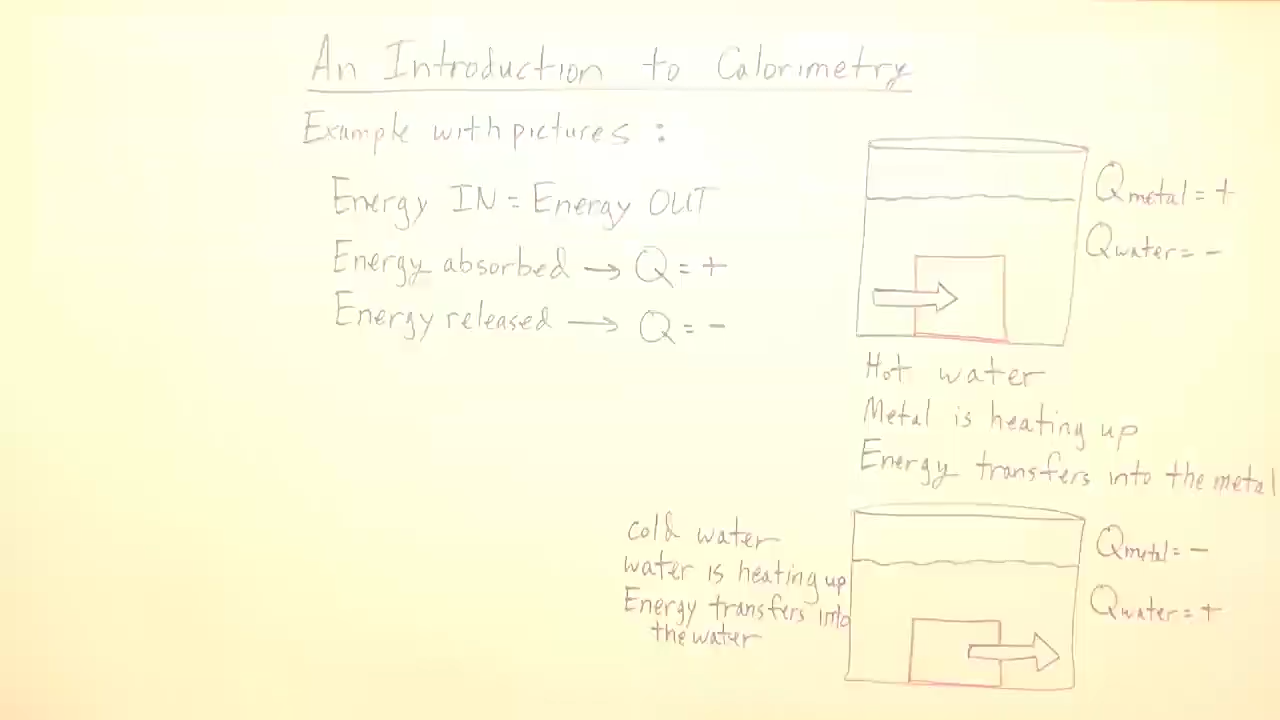 An Introduction to Calorimetry
Example with pictures :
Energy IN = Energy OUT
Energy absorbed → Q = +
Energy released → Q = -
Qmetal = +
Qwater = -
Hot water
Metal is heating up
Energy transfers into the metal
cold water
water is heating up
Energy transfers into
the water
Qmetal = -
Qwater = +